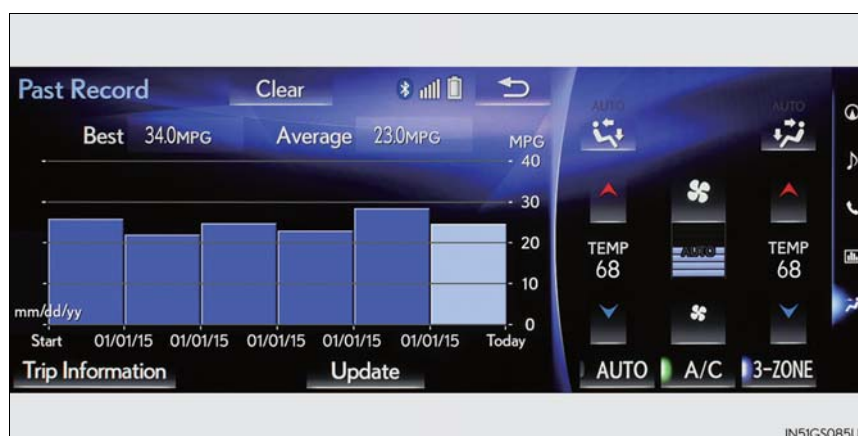 Past Record
Clear
Best 34.0MPG
Average 23.0MPG
MPG
40
30
20
10
0
mm/dd/yy
Start 01/01/15 01/01/15 01/01/15 01/01/15 01/01/15 Today
Trip Information
Update
AUTO
AUTO
TEMP
68
AUTO
TEMP
68
AUTO
A/C
3-ZONE